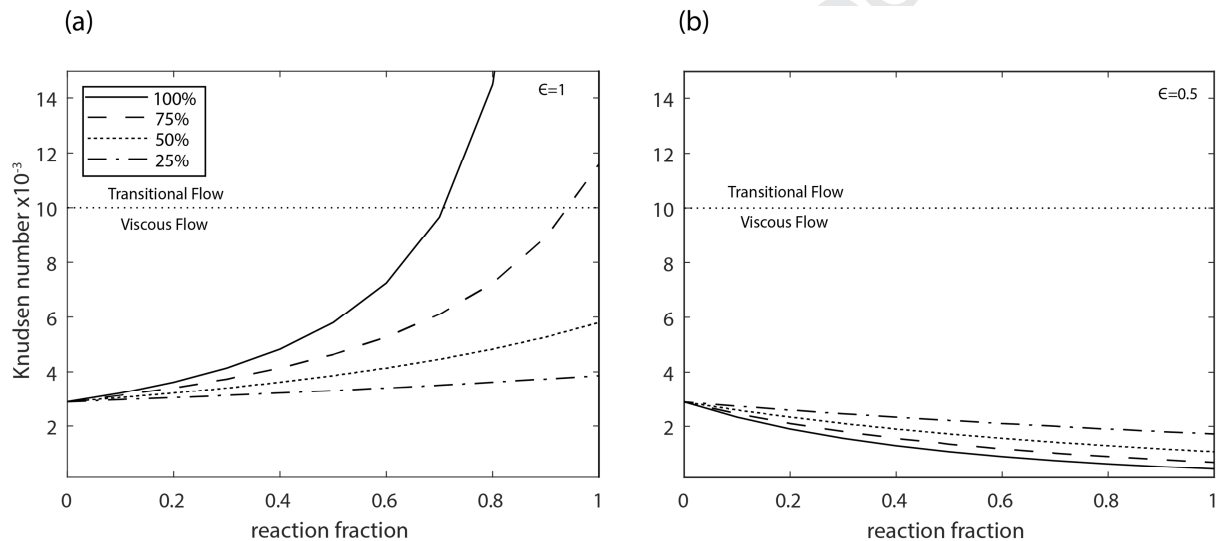 (a)
14
12
10
8
6
4
2
Knudsen number x10⁻³
100%
75%
50%
25%
ϵ=1
Transitional Flow
Viscous Flow
0 0.2 0.4 0.6 0.8 1
reaction fraction
(b)
14
12
10
8
6
4
2
ϵ=0.5
Transitional Flow
Viscous Flow
0 0.2 0.4 0.6 0.8 1
reaction fraction